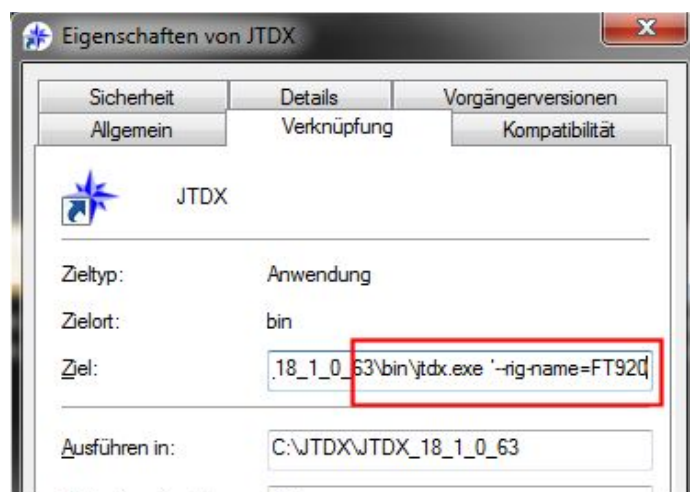 Eigenschaften von JTDX
Sicherheit Details Vorgängerversionen
Allgemein Verknüpfung Kompatibilität
JTDX
Zieltyp: Anwendung
Zielort: bin
Ziel: .18_1_0_63\bin\jtdx.exe '--rig-name=FT920
Ausführen in: C:\JTDX\JTDX_18_1_0_63